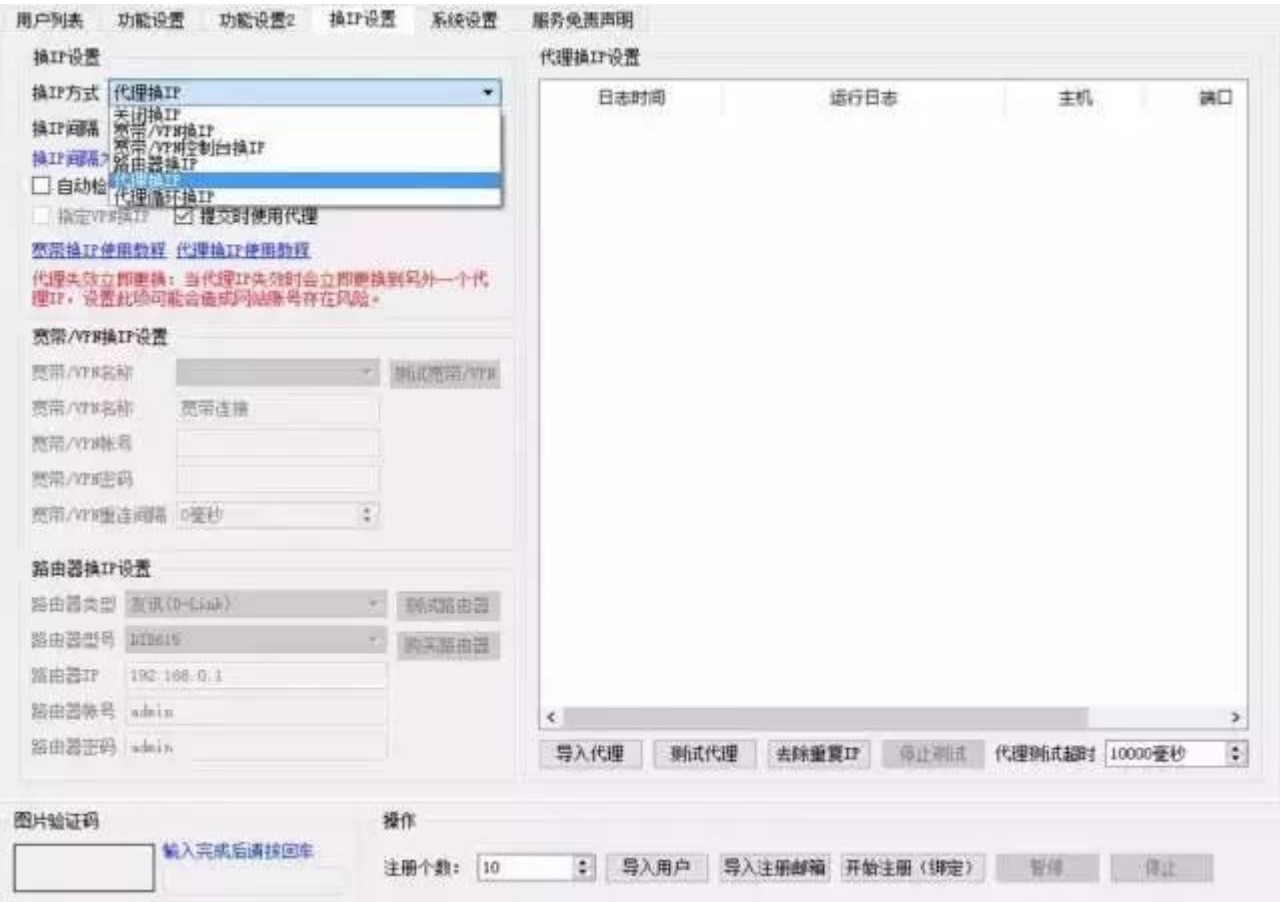 用户列表 功能设置 功能设置2 换IP设置 系统设置 服务免责声明
换IP设置
换IP方式 代理换IP
关闭换IP
换IP间隔
宽带/VPN换IP
宽带/VPN控制台换IP
换IP间隔
路由器换IP
代理换IP
自动检
代理循环换IP
指定VPN换IP 提交时使用代理
宽带换IP使用教程 代理换IP使用教程
代理失效立即更换：当代理IP失效时会立即更换到另外一个代
理IP，设置此项可能会造成网站账号存在风险。
宽带/VPN换IP设置
宽带/VPN名称 测试宽带/VPN
宽带/VPN名称 宽带连接
宽带/VPN帐号
宽带/VPN密码
宽带/VPN重连间隔 0毫秒
路由器换IP设置
路由器类型 友讯(D-Link) 测试路由器
路由器型号 购买路由器
路由器IP 192.168.0.1
路由器帐号 admin
路由器密码 admin
代理换IP设置
日志时间 运行日志 主机 端口
导入代理 测试代理 去除重复IP 停止测试 代理测试超时 10000毫秒
图片验证码
输入完成后请按回车
操作
注册个数： 10 导入用户 导入注册邮箱 开始注册（绑定） 暂停 停止